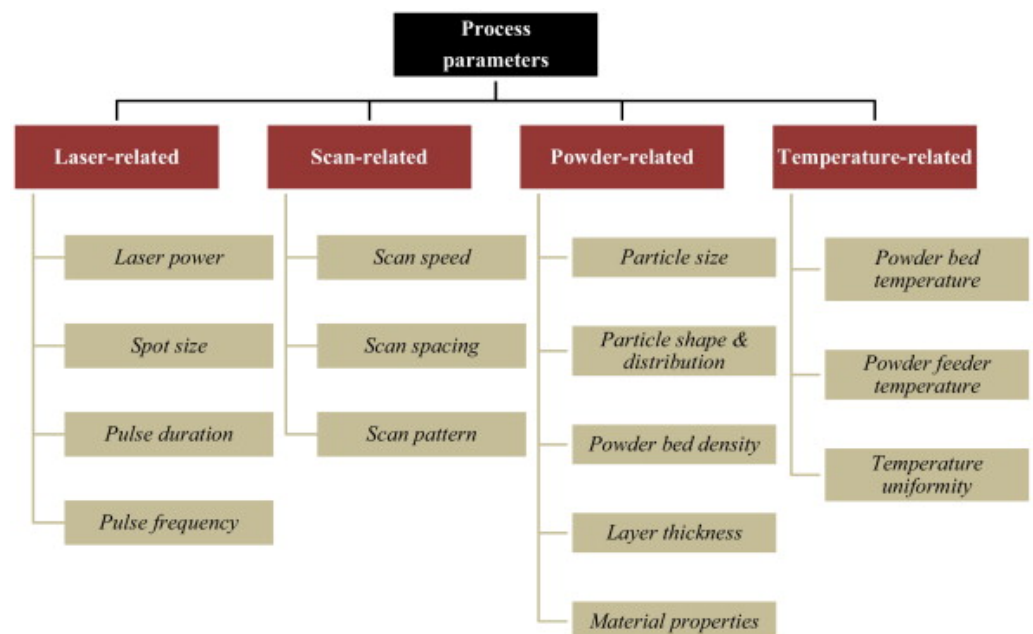 Process
parameters
Laser-related
Scan-related
Powder-related
Temperature-related
Laser power
Spot size
Pulse duration
Pulse frequency
Scan speed
Scan spacing
Scan pattern
Particle size
Particle shape &
distribution
Powder bed density
Layer thickness
Material properties
Powder bed
temperature
Powder feeder
temperature
Temperature
uniformity